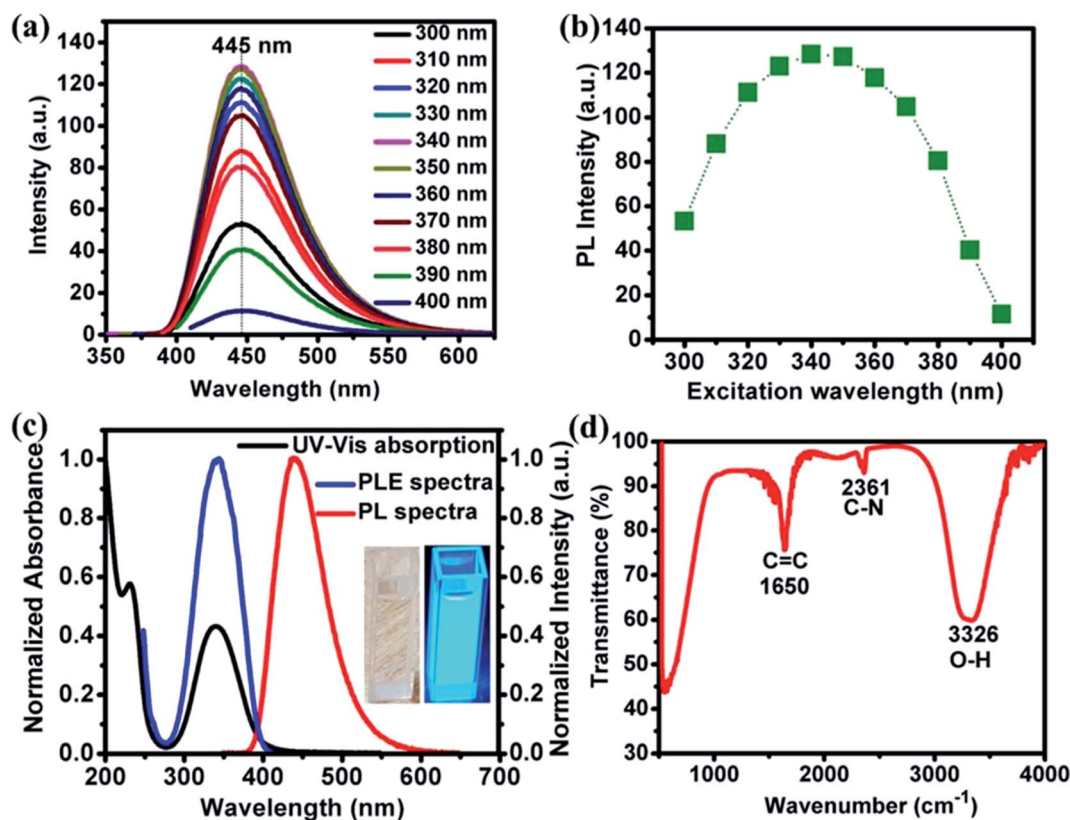 (a)
140
120
100
80
60
40
20
0
Intensity (a.u.)
445 nm
300 nm
310 nm
320 nm
330 nm
340 nm
350 nm
360 nm
370 nm
380 nm
390 nm
400 nm
350 400 450 500 550 600
Wavelength (nm)
(b)
140
120
100
80
60
40
20
0
PL Intensity (a.u.)
300 320 340 360 380 400
Excitation wavelength (nm)
(c)
1.0
0.8
0.6
0.4
0.2
0.0
Normalized Absorbance
UV-Vis absorption
PLE spectra
PL spectra
1.0
0.8
0.6
0.4
0.2
0.0
Normalized Intensity (a.u.)
200 300 400 500 600 700
Wavelength (nm)
(d)
100
90
80
70
60
50
40
30
Transmittance (%)
2361
C-N
C=C
1650
3326
O-H
1000 2000 3000 4000
Wavenumber (cm⁻¹)